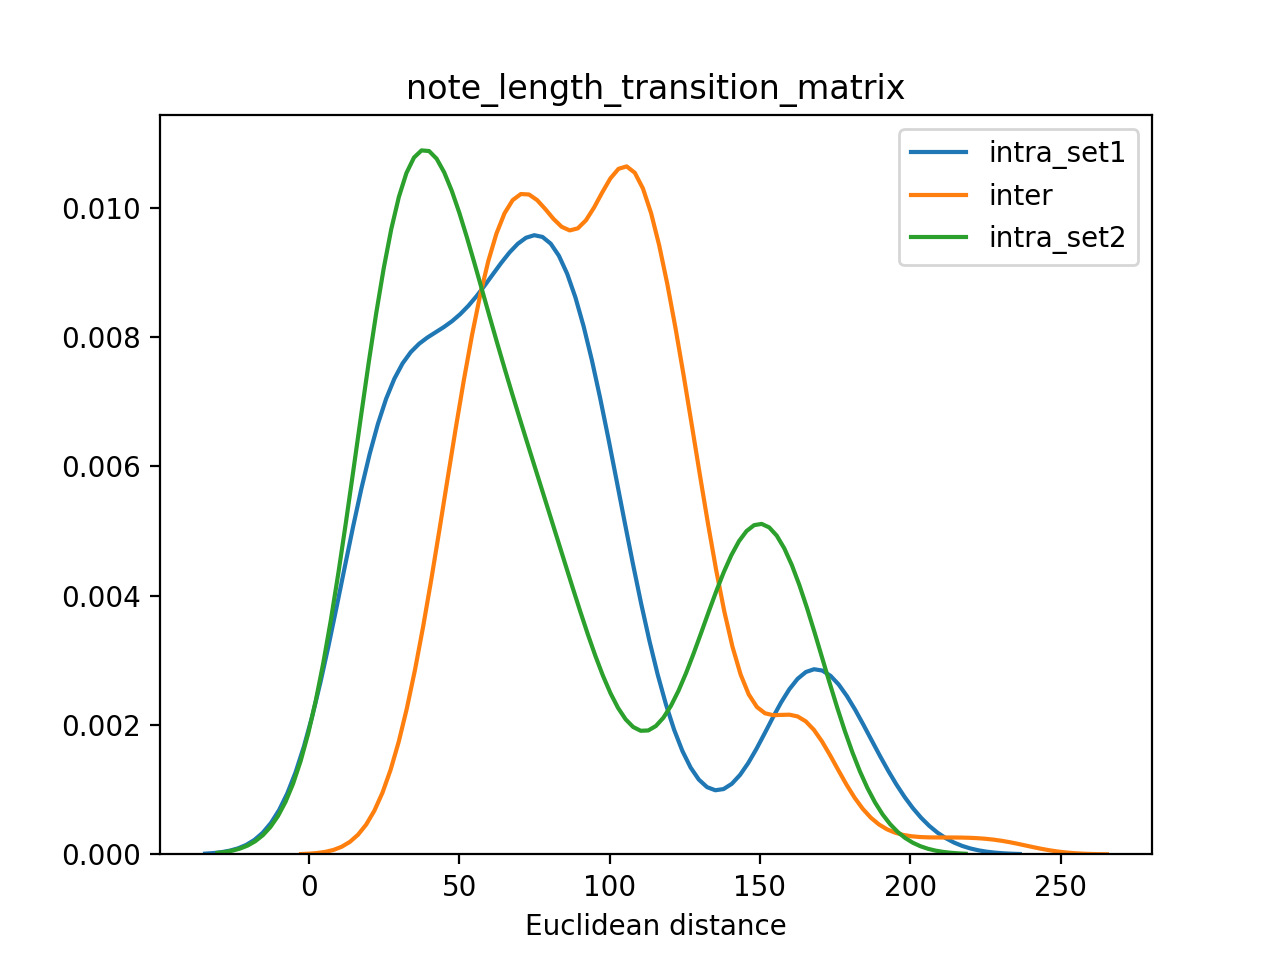 note_length_transition_matrix
intra_set1
inter
intra_set2
0.010
0.008
0.006
0.004
0.002
0.000
0 50 100 150 200 250
Euclidean distance